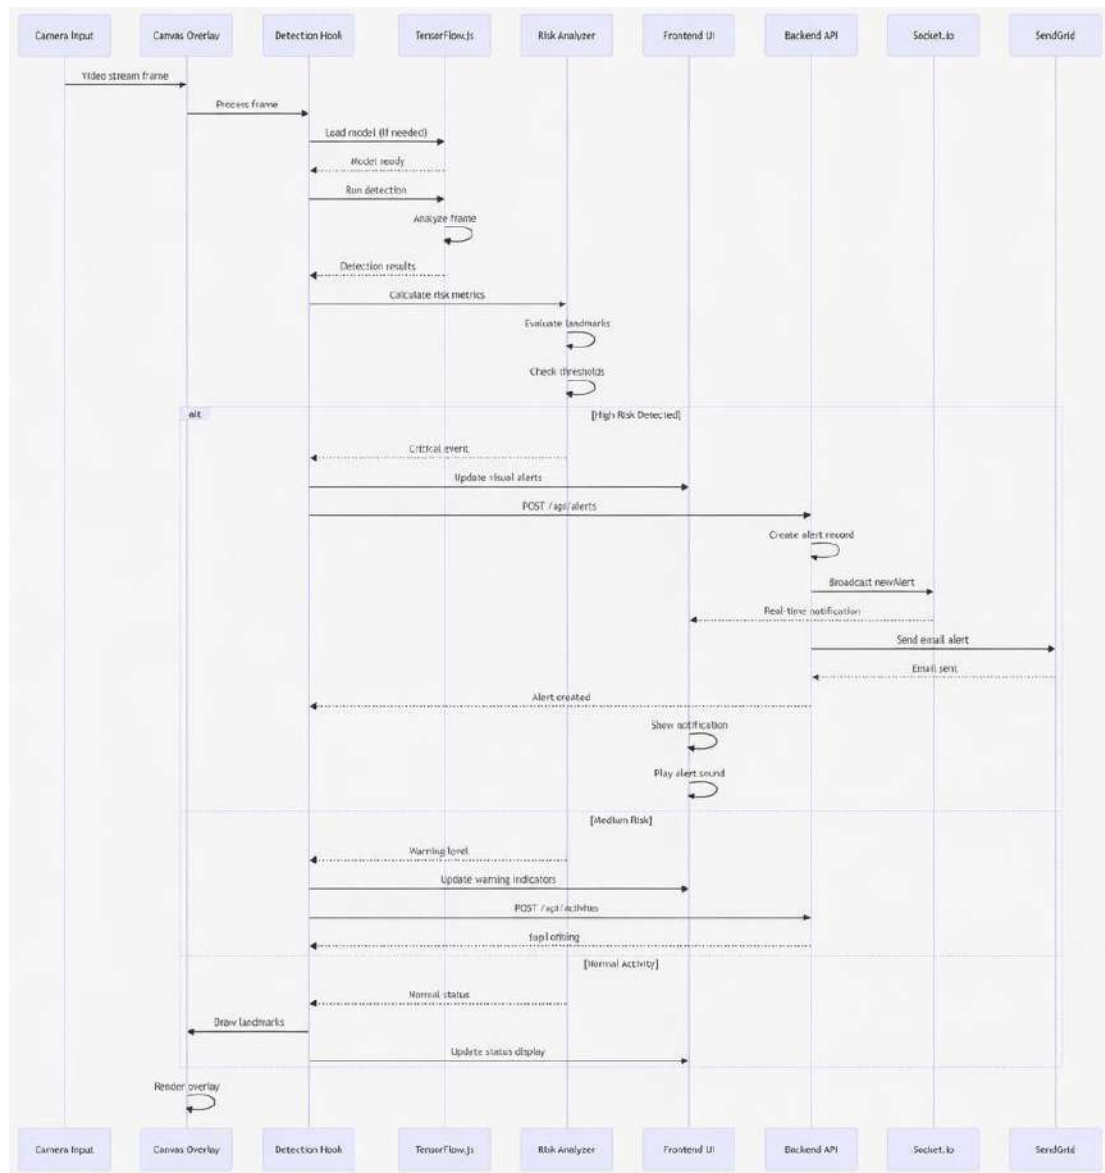 Camera Input
Canvas Overlay
Detection Hook
TensorFlow.js
Risk Analyzer
Frontend UI
Backend API
Socket.io
SendGrid
Video stream frame
Process frame
Load model (if needed)
Model ready
Run detection
Analyze frame
Detection results
Calculate risk metrics
Evaluate landmarks
Check thresholds
alt
[High Risk Detected]
Critical event
Update visual alerts
POST /api/alerts
Create alert record
Broadcast newAlert
Real-time notification
Send email alert
Email sent
Alert created
Show notification
Play alert sound
[Medium Risk]
Warning level
Update warning indicators
POST /api/activities
[Normal Activity]
Normal status
Draw landmarks
Update status display
Render overlay
Camera Input
Canvas Overlay
Detection Hook
TensorFlow.js
Risk Analyzer
Frontend UI
Backend API
Socket.io
SendGrid